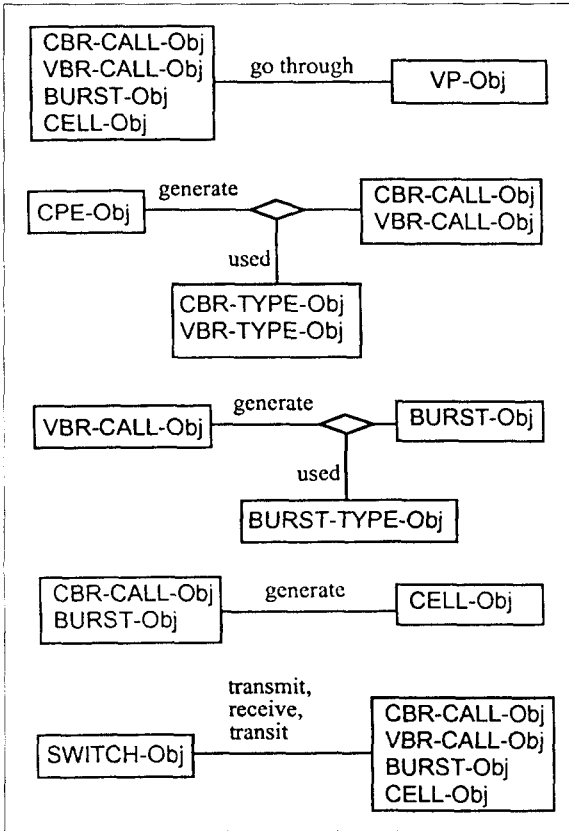 CBR-CALL-Obj
VBR-CALL-Obj
BURST-Obj
CELL-Obj
go through
VP-Obj
CPE-Obj
generate
CBR-CALL-Obj
VBR-CALL-Obj
used
CBR-TYPE-Obj
VBR-TYPE-Obj
VBR-CALL-Obj
generate
BURST-Obj
used
BURST-TYPE-Obj
CBR-CALL-Obj
BURST-Obj
generate
CELL-Obj
SWITCH-Obj
transmit,
receive,
transit
CBR-CALL-Obj
VBR-CALL-Obj
BURST-Obj
CELL-Obj